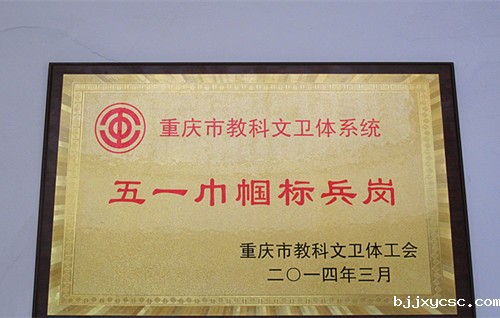 重庆市教科文卫体系统
五一巾帼标兵岗
重庆市教科文卫体工会
二〇一四年三月
bjjxycsc.com